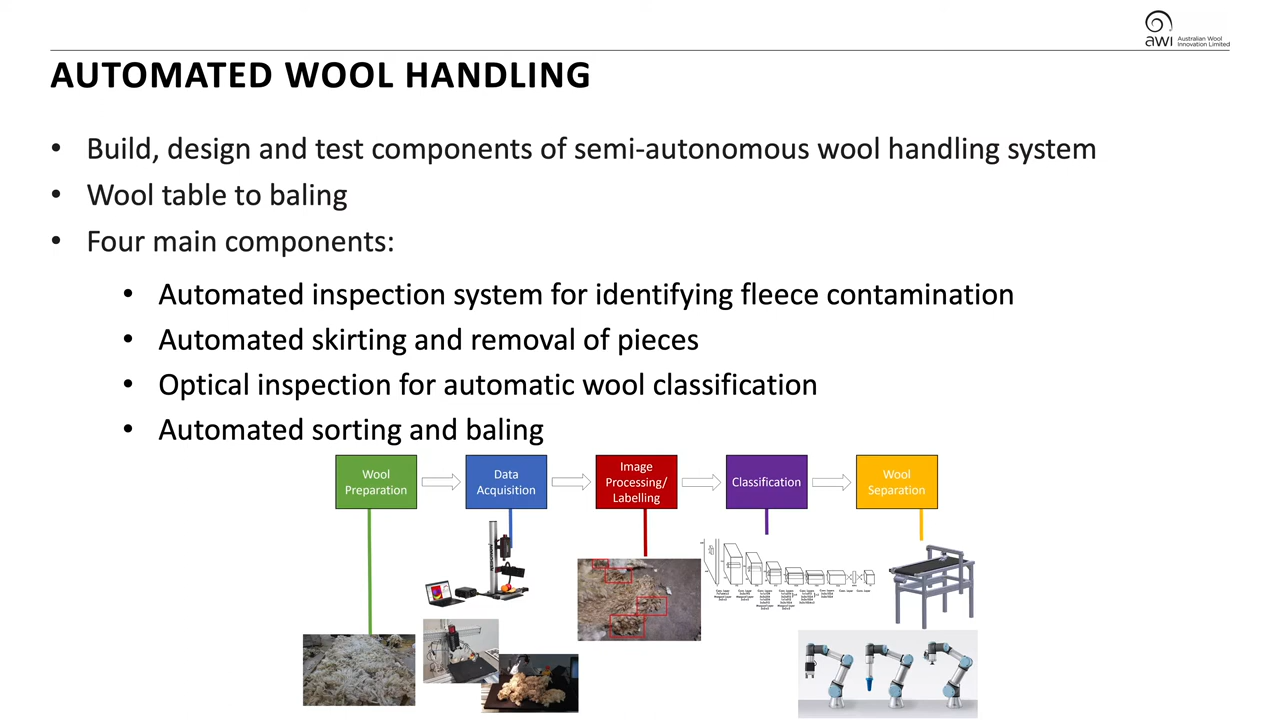 awi Australian Wool
Innovation Limited
AUTOMATED WOOL HANDLING
• Build, design and test components of semi-autonomous wool handling system
• Wool table to baling
• Four main components:
• Automated inspection system for identifying fleece contamination
• Automated skirting and removal of pieces
• Optical inspection for automatic wool classification
• Automated sorting and baling
Wool
Preparation
Data
Acquisition
Image
Processing/
Labelling
Classification
Wool
Separation